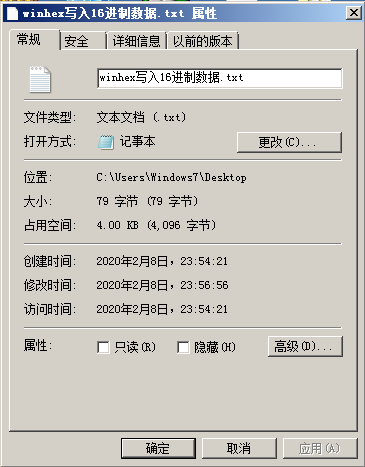 winhex写入16进制数据.txt 属性
常规 安全 详细信息 以前的版本
winhex写入16进制数据.txt
文件类型: 文本文档 (.txt)
打开方式: 记事本 更改(C)...
位置: C:\Users\Windows7\Desktop
大小: 79 字节 (79 字节)
占用空间: 4.00 KB (4,096 字节)
创建时间: 2020年2月8日，23:54:21
修改时间: 2020年2月8日，23:56:56
访问时间: 2020年2月8日，23:54:21
属性: 只读(R) 隐藏(H) 高级(D)...
确定 取消 应用(A)